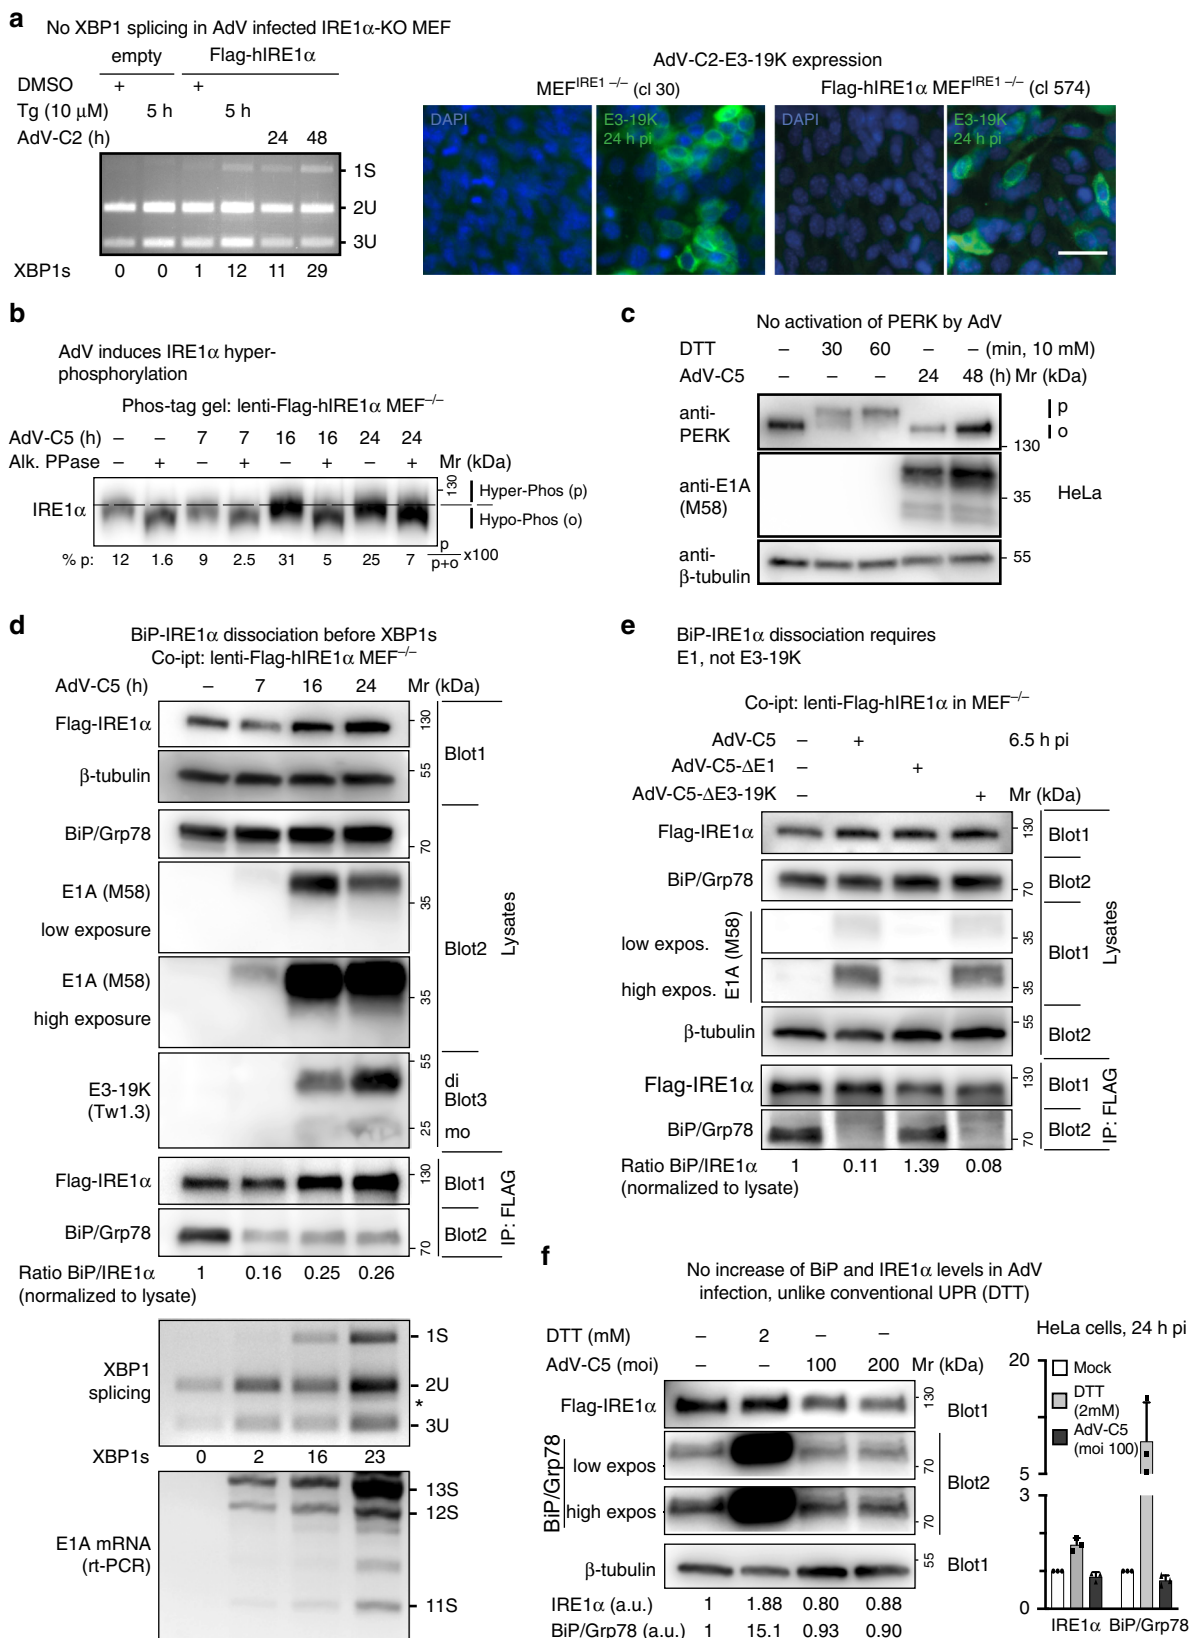 a
No XBP1 splicing in AdV infected IRE1α-KO MEF
empty Flag-hIRE1α
DMSO + +
Tg (10 μM) 5 h 5 h
AdV-C2 (h) 24 48
1S
2U
3U
XBP1s 0 0 1 12 11 29
AdV-C2-E3-19K expression
MEF^IRE1 −/− (cl 30) Flag-hIRE1α MEF^IRE1 −/− (cl 574)
DAPI E3-19K 24 h pi DAPI E3-19K 24 h pi
b
AdV induces IRE1α hyper-
phosphorylation
Phos-tag gel: lenti-Flag-hIRE1α MEF^−/−
AdV-C5 (h) – – 7 7 16 16 24 24
Alk. PPase – + – + – + – + Mr (kDa)
IRE1α
130
Hyper-Phos (p)
Hypo-Phos (o)
% p: 12 1.6 9 2.5 31 5 25 7 p/p+o x100
c
No activation of PERK by AdV
DTT – 30 60 – – (min, 10 mM)
AdV-C5 – – – 24 48 (h) Mr (kDa)
anti-
PERK
p
o
130
anti-E1A
(M58)
35
HeLa
anti-
β-tubulin
55
d
BiP-IRE1α dissociation before XBP1s
Co-ipt: lenti-Flag-hIRE1α MEF^−/−
AdV-C5 (h) – 7 16 24 Mr (kDa)
Flag-IRE1α 130
Blot1
β-tubulin 55
BiP/Grp78 70
E1A (M58)
35
low exposure
Blot2
Lysates
E1A (M58)
35
high exposure
55
E3-19K
(Tw1.3)
di
Blot3
25 mo
Flag-IRE1α 130 Blot1
IP: FLAG
BiP/Grp78 70 Blot2
Ratio BiP/IRE1α 1 0.16 0.25 0.26
(normalized to lysate)
XBP1
splicing
1S
2U
*
3U
XBP1s 0 2 16 23
E1A mRNA
(rt-PCR)
13S
12S
11S
e
BiP-IRE1α dissociation requires
E1, not E3-19K
Co-ipt: lenti-Flag-hIRE1α in MEF^−/−
AdV-C5 – + 6.5 h pi
AdV-C5-ΔE1 – +
AdV-C5-ΔE3-19K – + Mr (kDa)
Flag-IRE1α 130 Blot1
BiP/Grp78 70 Blot2
E1A (M58)
low expos. 35
Blot1
Lysates
high expos. 35
β-tubulin 55 Blot2
Flag-IRE1α 130 Blot1
IP: FLAG
BiP/Grp78 70 Blot2
Ratio BiP/IRE1α 1 0.11 1.39 0.08
(normalized to lysate)
f
No increase of BiP and IRE1α levels in AdV
infection, unlike conventional UPR (DTT)
DTT (mM) – 2 – –
AdV-C5 (moi) – – 100 200 Mr (kDa)
Flag-IRE1α 130 Blot1
BiP/Grp78
low expos 70
Blot2
high expos 70
β-tubulin 55 Blot1
IRE1α (a.u.) 1 1.88 0.80 0.88
BiP/Grp78 (a.u.) 1 15.1 0.93 0.90
HeLa cells, 24 h pi
20
5
3
0
Mock
DTT
(2mM)
AdV-C5
(moi 100)
IRE1α BiP/Grp78